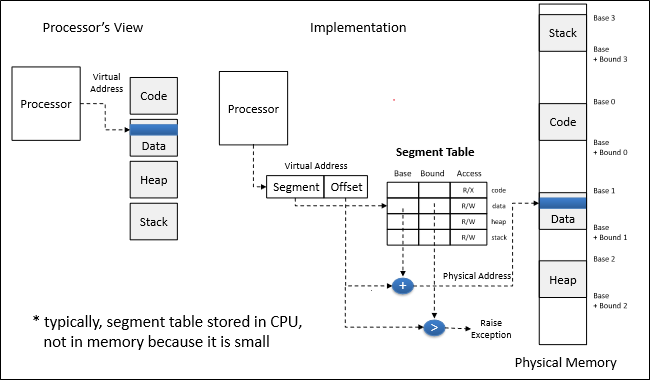 Processor's View
Implementation
Processor
Virtual
Address
Code
Data
Heap
Stack
Processor
Virtual Address
Segment Offset
Segment Table
Base Bound Access
R/X code
R/W data
R/W heap
R/W stack
+
Physical Address
>
Raise
Exception
Stack
Code
Data
Heap
Base 3
Base
+ Bound 3
Base 0
Base
+ Bound 0
Base 1
Base
+ Bound 1
Base 2
Base
+ Bound 2
Physical Memory
* typically, segment table stored in CPU,
not in memory because it is small